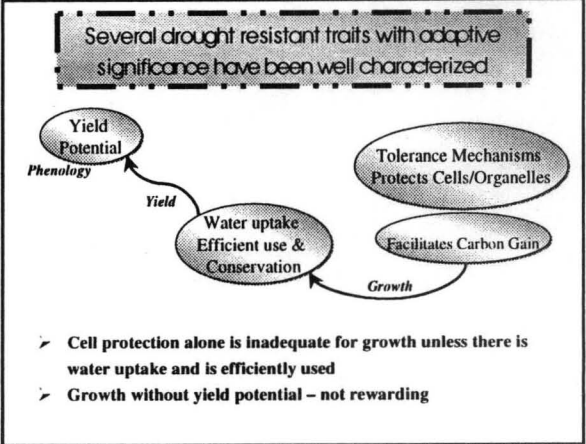 Several drought resistant traits with adaptive
significance have been well characterized
Yield
Potential
Phenology
Yield
Tolerance Mechanisms
Protects Cells/Organelles
Water uptake
Efficient use &
Conservation
Facilitates Carbon Gain
Growth
➢ Cell protection alone is inadequate for growth unless there is
water uptake and is efficiently used
➢ Growth without yield potential – not rewarding